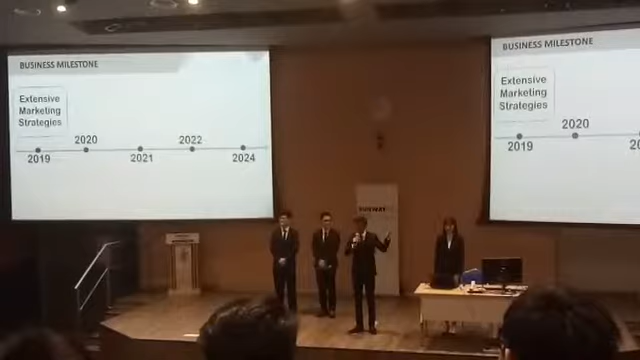 BUSINESS MILESTONE
Extensive
Marketing
Strategies
2019
2020
2021
2022
2024
BUSINESS MILESTONE
Extensive
Marketing
Strategies
2019
2020